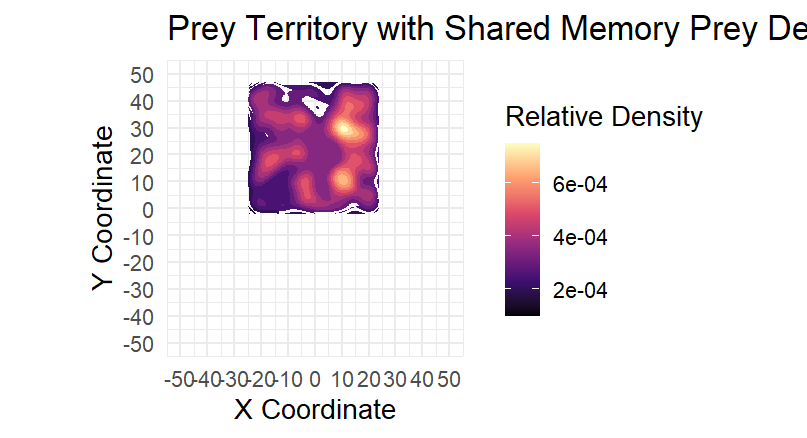 Prey Territory with Shared Memory Prey De
50
40
30
20
10
0
-10
-20
-30
-40
-50
Y Coordinate
-50-40-30-20-10 0 10 20 30 40 50
X Coordinate
Relative Density
6e-04
4e-04
2e-04